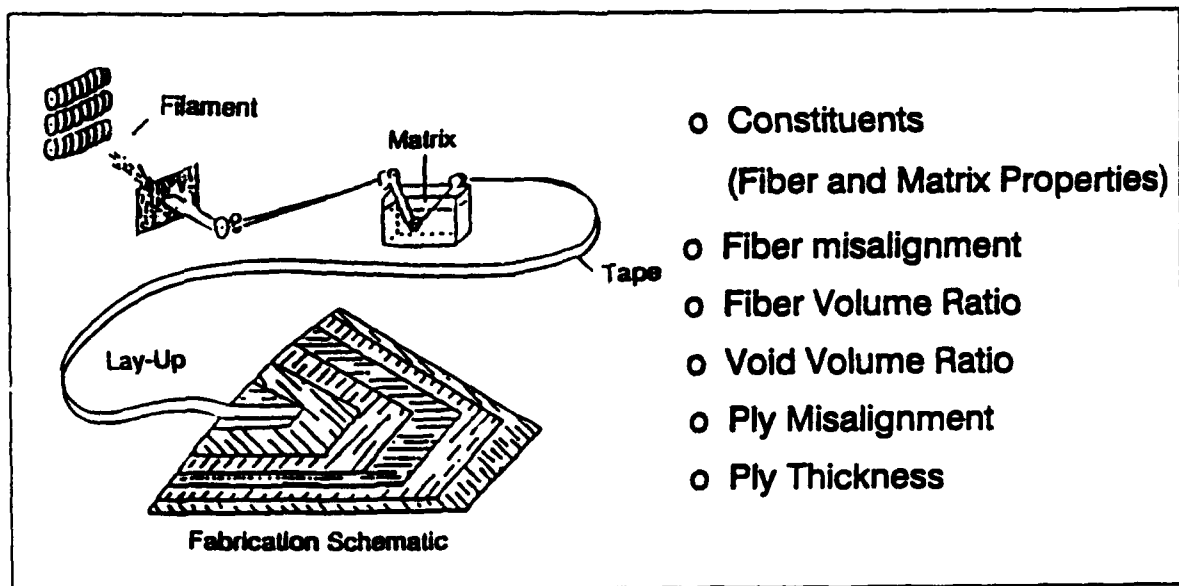 Filament
Matrix
Tape
Lay-Up
Fabrication Schematic
o Constituents
(Fiber and Matrix Properties)
o Fiber misalignment
o Fiber Volume Ratio
o Void Volume Ratio
o Ply Misalignment
o Ply Thickness